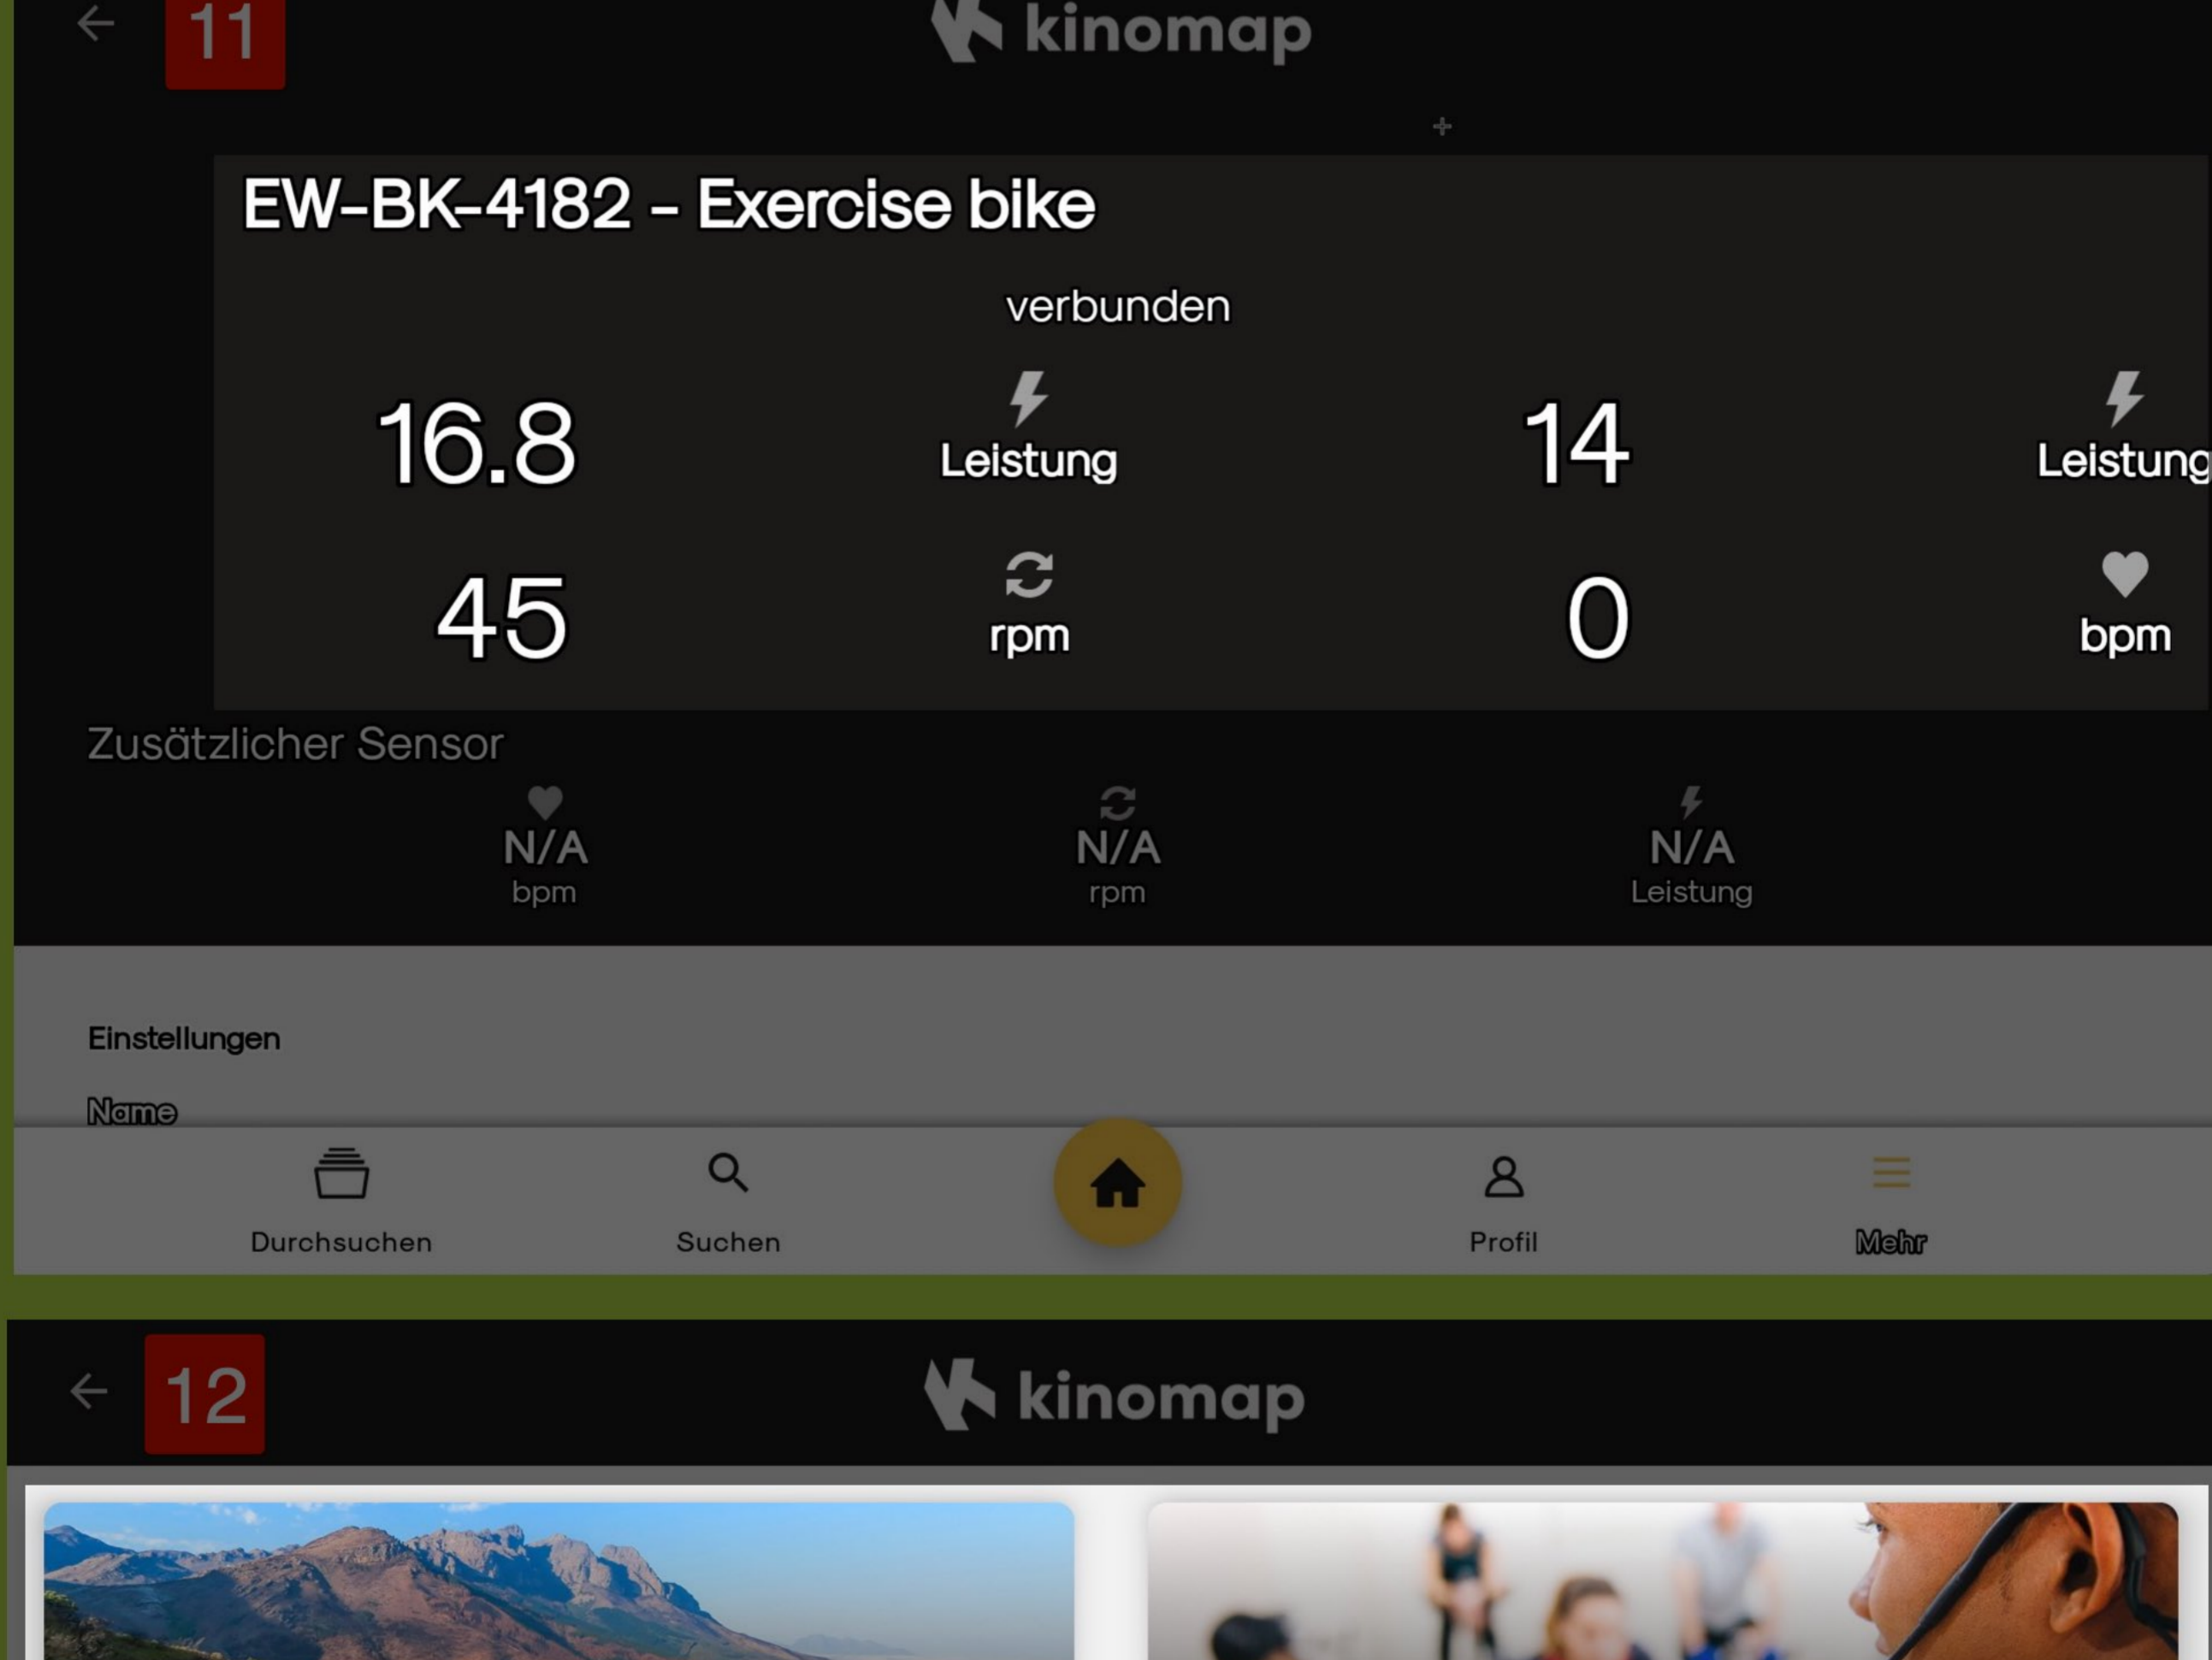 11
kinomap
EW-BK-4182 - Exercise bike
verbunden
16.8 Leistung 14 Leistung
45 rpm 0 bpm
Zusätzlicher Sensor
N/A N/A N/A
bpm rpm Leistung
Einstellungen
Name
Durchsuchen Suchen Profil Mehr
12
kinomap